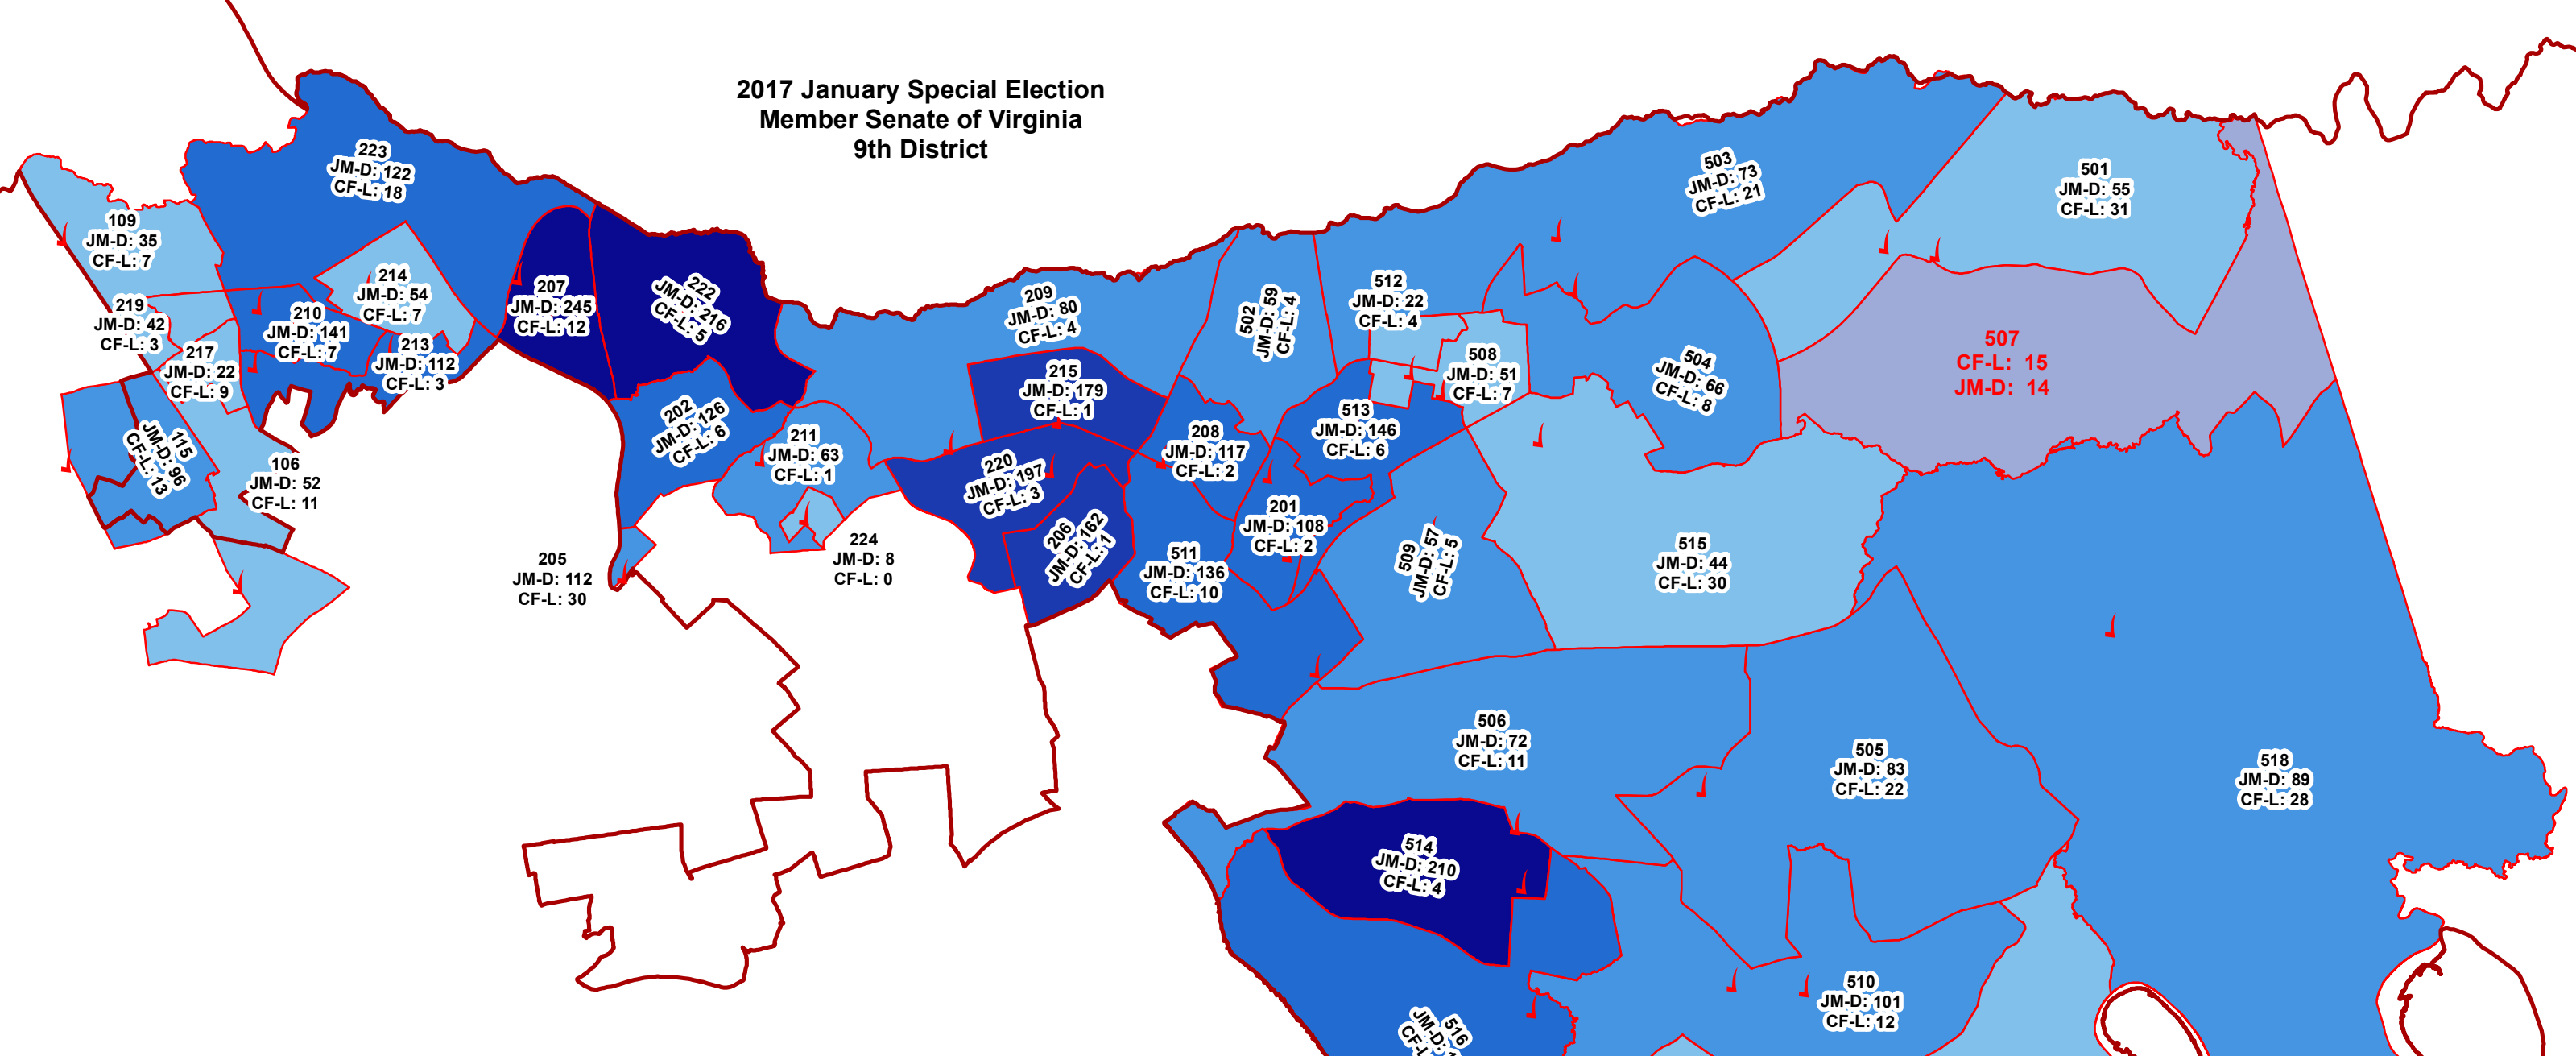 2017 January Special Election
Member Senate of Virginia
9th District
223
JM-D: 122
CF-L: 18
109
JM-D: 35
CF-L: 7
219
JM-D: 42
CF-L: 3
217
JM-D: 22
CF-L: 9
210
JM-D: 141
CF-L: 7
214
JM-D: 54
CF-L: 7
213
JM-D: 112
CF-L: 3
115
JM-D: 96
CF-L: 13
106
JM-D: 52
CF-L: 11
207
JM-D: 245
CF-L: 12
222
JM-D: 216
CF-L: 5
202
JM-D: 126
CF-L: 6
211
JM-D: 63
CF-L: 1
205
JM-D: 112
CF-L: 30
224
JM-D: 8
CF-L: 0
209
JM-D: 80
CF-L: 4
215
JM-D: 179
CF-L: 1
220
JM-D: 197
CF-L: 3
206
JM-D: 162
CF-L: 1
208
JM-D: 117
CF-L: 2
511
JM-D: 136
CF-L: 10
201
JM-D: 108
CF-L: 2
502
JM-D: 59
CF-L: 4
512
JM-D: 22
CF-L: 4
513
JM-D: 146
CF-L: 6
508
JM-D: 51
CF-L: 7
509
JM-D: 57
CF-L: 5
503
JM-D: 73
CF-L: 21
504
JM-D: 66
CF-L: 8
501
JM-D: 55
CF-L: 31
507
CF-L: 15
JM-D: 14
515
JM-D: 44
CF-L: 30
506
JM-D: 72
CF-L: 11
505
JM-D: 83
CF-L: 22
518
JM-D: 89
CF-L: 28
514
JM-D: 210
CF-L: 4
510
JM-D: 101
CF-L: 12
516